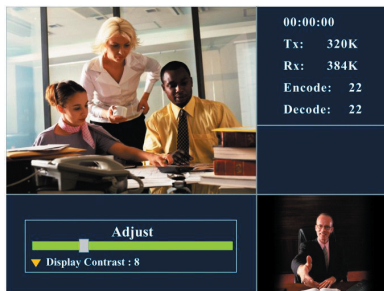 00:00:00
Tx: 320K
Rx: 384K
Encode: 22
Decode: 22
Adjust
Display Contrast : 8